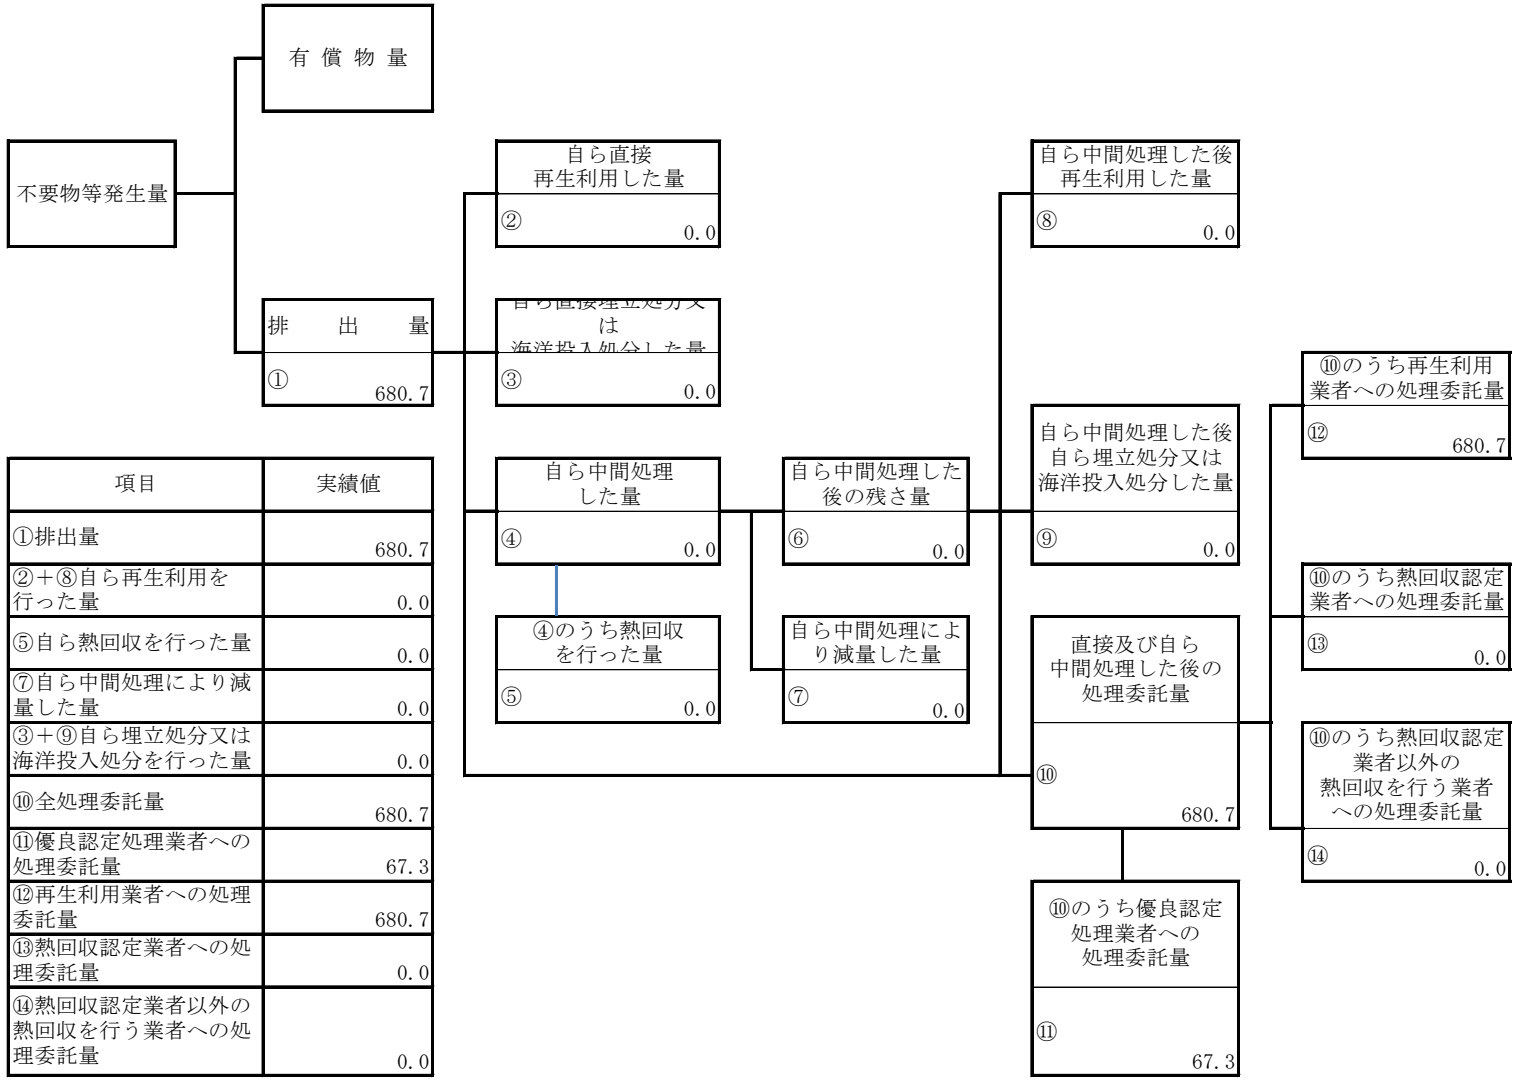 有償物量
不要物等発生量
排出量
①
680.7
自ら直接
再生利用した量
②
0.0
自ら直接埋立処分又
は
海洋投入処分した量
③
0.0
自ら中間処理
した量
④
0.0
④のうち熱回収
を行った量
⑤
0.0
自ら中間処理した
後の残さ量
⑥
0.0
自ら中間処理によ
り減量した量
⑦
0.0
自ら中間処理した後
再生利用した量
⑧
0.0
自ら中間処理した後
自ら埋立処分又は
海洋投入処分した量
⑨
0.0
直接及び自ら
中間処理した後の
処理委託量
⑩
680.7
⑩のうち優良認定
処理業者への
処理委託量
⑪
67.3
⑩のうち再生利用
業者への処理委託量
⑫
680.7
⑩のうち熱回収認定
業者への処理委託量
⑬
0.0
⑩のうち熱回収認定
業者以外の
熱回収を行う業者
への処理委託量
⑭
0.0
項目
実績値
①排出量
680.7
②＋⑧自ら再生利用を
行った量
0.0
⑤自ら熱回収を行った量
0.0
⑦自ら中間処理により減
量した量
0.0
③＋⑨自ら埋立処分又は
海洋投入処分を行った量
0.0
⑩全処理委託量
680.7
⑪優良認定処理業者への
処理委託量
67.3
⑫再生利用業者への処理
委託量
680.7
⑬熱回収認定業者への処
理委託量
0.0
⑭熱回収認定業者以外の
熱回収を行う業者への処
理委託量
0.0